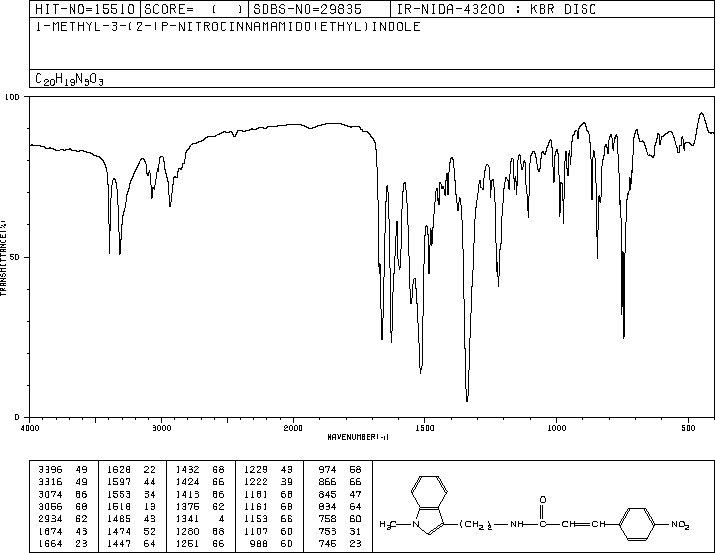 HIT-NO=15510 SCORE= ( ) SDBS-NO=29835 IR-NIDA-43200 : KBR DISC
1-METHYL-3-(2-(P-NITROCINNAMAMIDO)ETHYL)INDOLE
C20H19N3O3
100
50
0
TRANSMITTANCE(%)
4000 3000 2000 1500 1000 500
WAVENUMBER(-1)
3396 49 1628 22 1432 68 1229 43 974 58
3316 49 1597 44 1424 66 1222 39 866 66
3074 86 1553 34 1413 86 1181 68 845 47
3056 68 1518 13 1375 62 1161 68 834 64
2934 62 1485 43 1341 4 1153 66 758 60
1674 43 1474 52 1280 68 1107 60 753 31
1664 23 1447 64 1251 66 988 60 745 23
O
H3C N (CH2)2 NH C CH=CH NO2